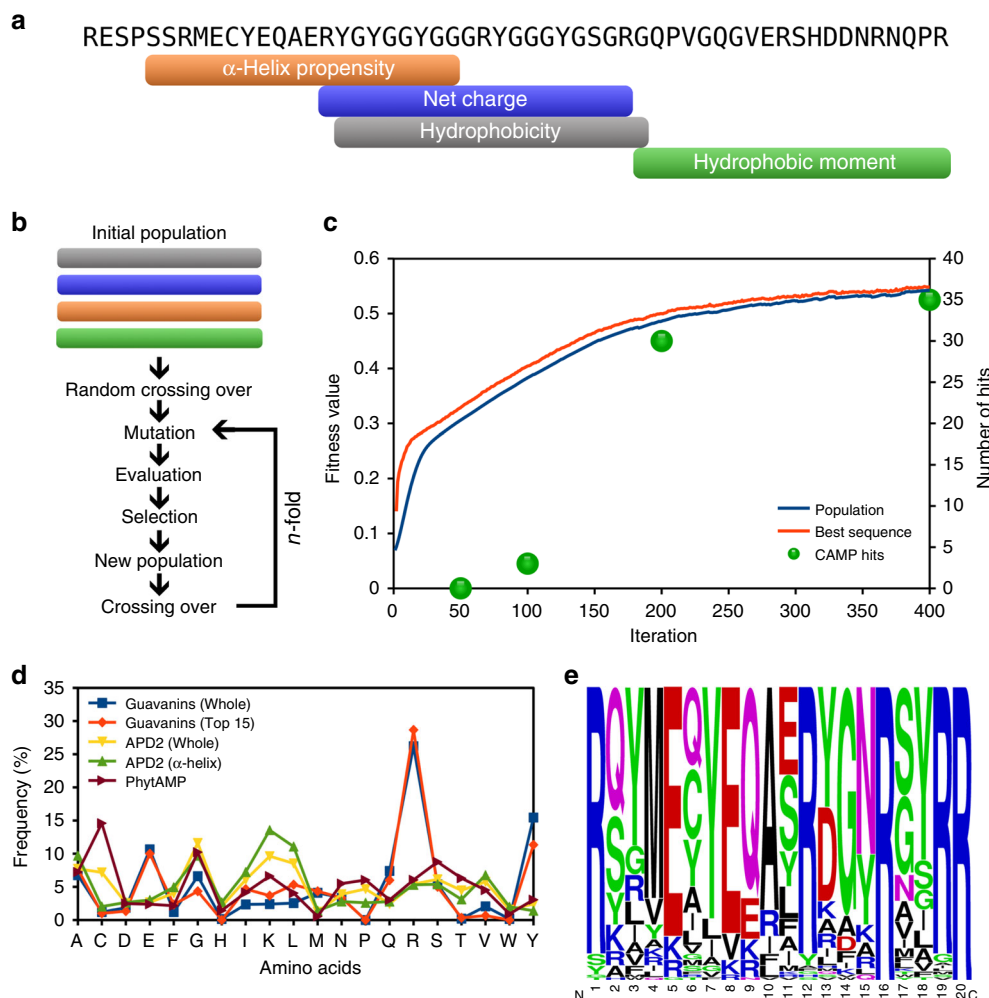 a
RESPSSRMECYEQAERYGYGGYGGGRYGGGYGSGRGQPVGQGVERSHDDNRNQPR
α-Helix propensity
Net charge
Hydrophobicity
Hydrophobic moment
b
Initial population
Random crossing over
Mutation
Evaluation
Selection
New population
Crossing over
n-fold
c
Fitness value
0.6
0.5
0.4
0.3
0.2
0.1
0
Number of hits
40
35
30
25
20
15
10
5
0
Population
Best sequence
CAMP hits
0 50 100 150 200 250 300 350 400
Iteration
d
Frequency (%)
35
30
25
20
15
10
5
0
Guavanins (Whole)
Guavanins (Top 15)
APD2 (Whole)
APD2 (α-helix)
PhytAMP
A C D E F G H I K L M N P Q R S T V W Y
Amino acids
e
R Q Y M E Q Y E Q A E R Y G N R S Y R R
N 1 2 3 4 5 6 7 8 9 10 11 12 13 14 15 16 17 18 19 20 C